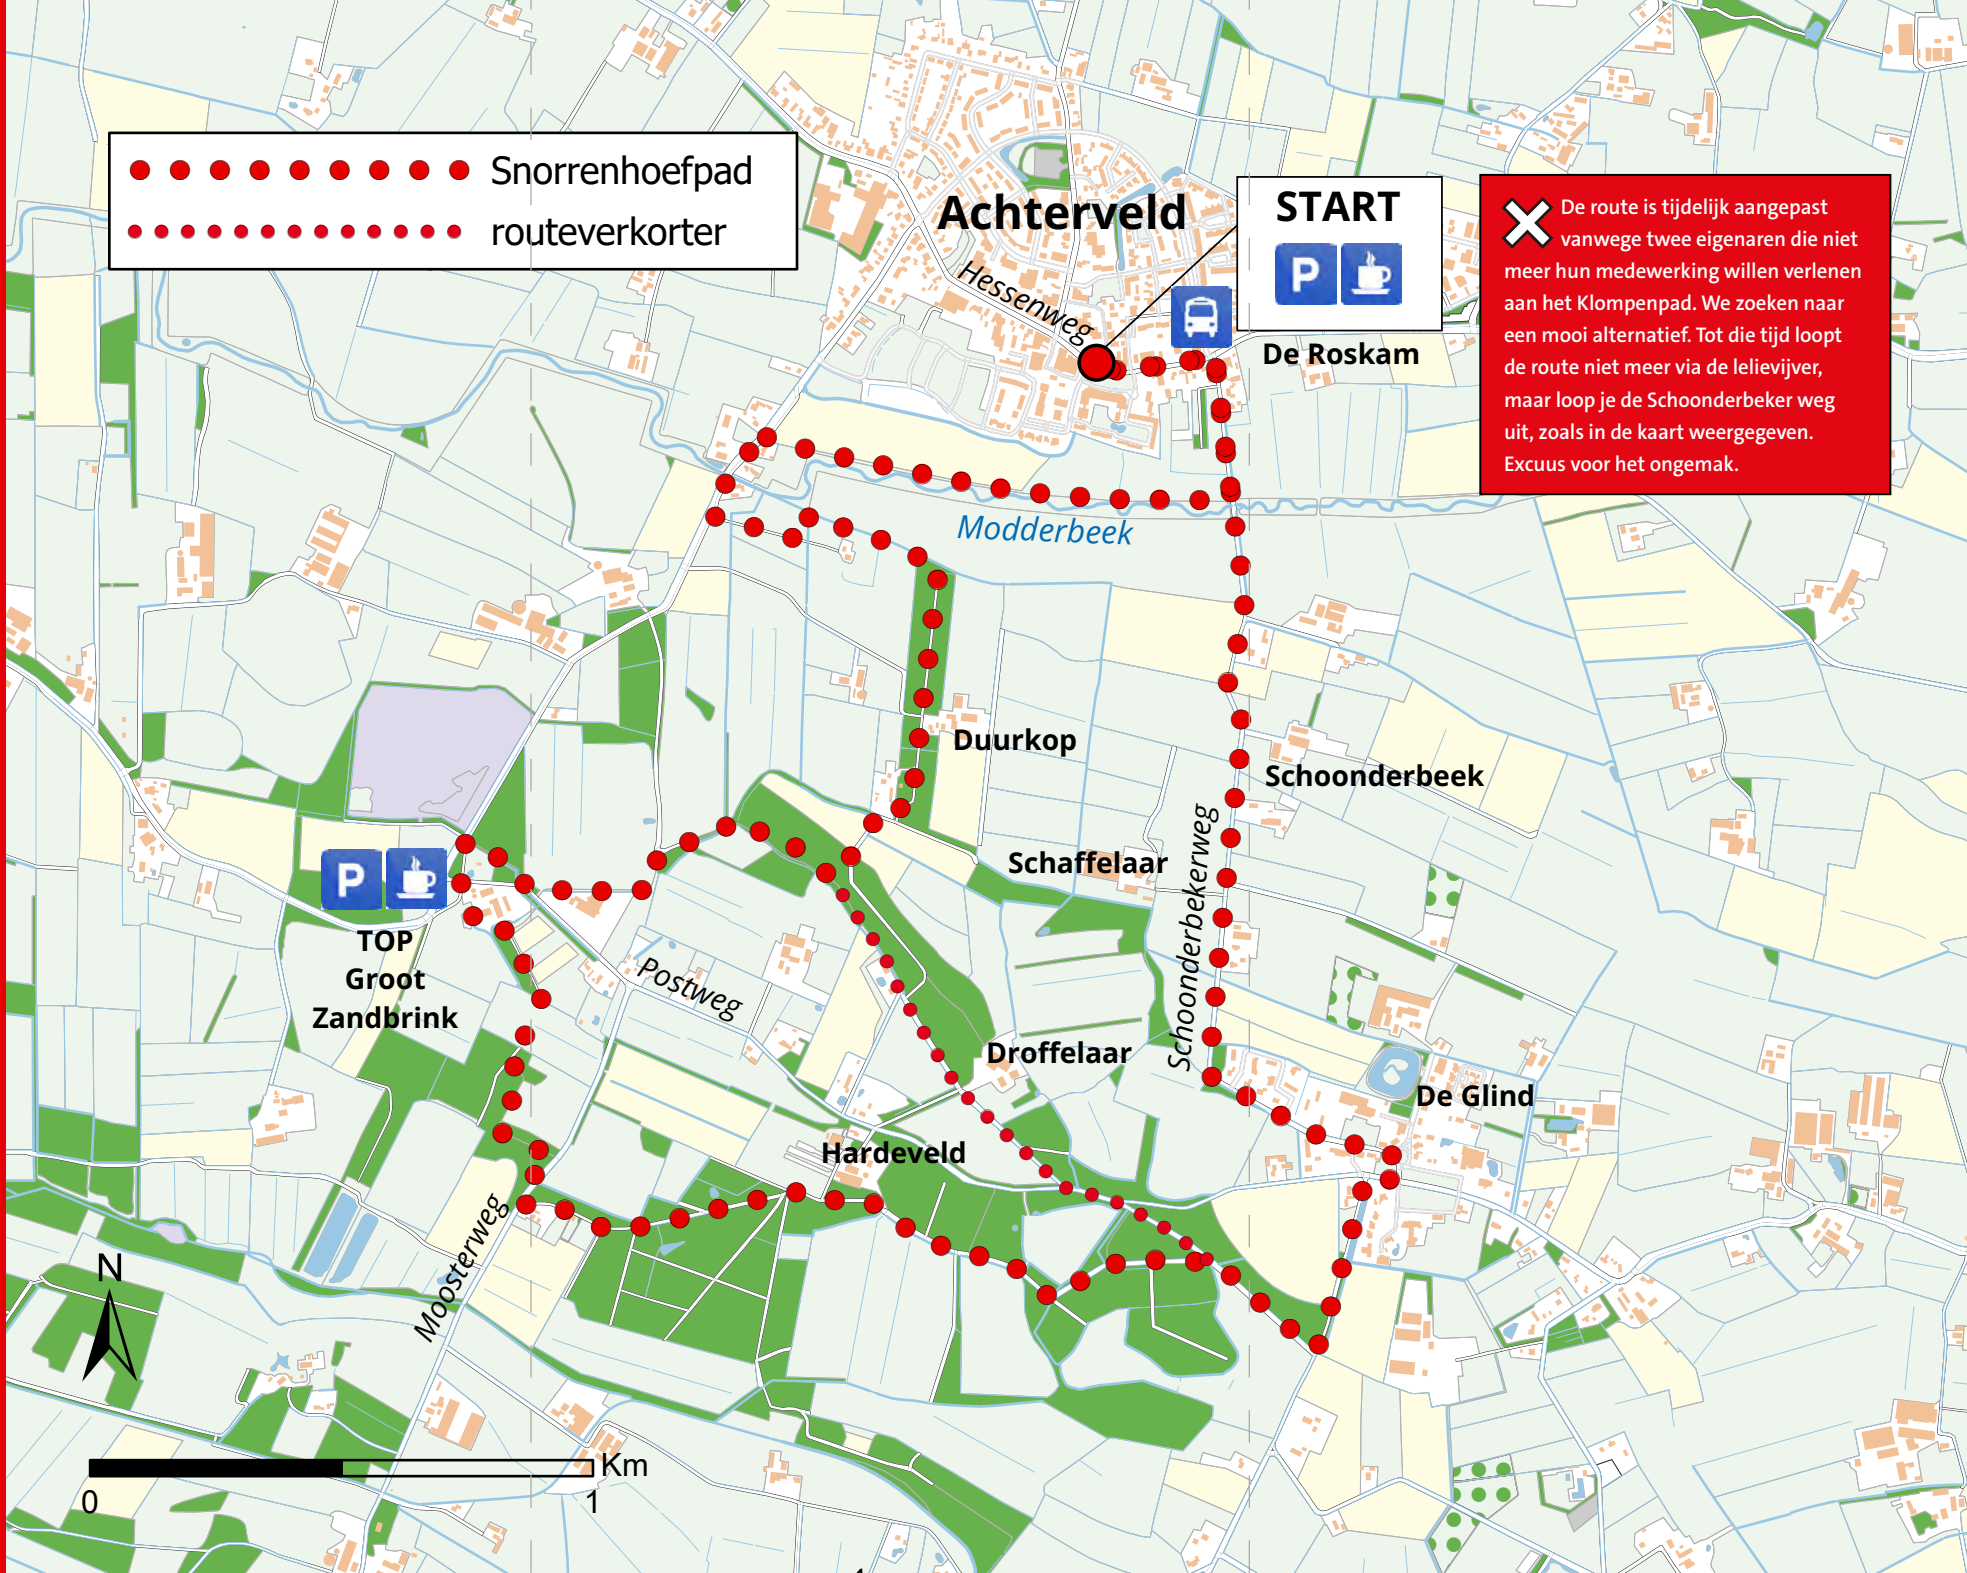 Snorrenhoefpad
routeverkorter
Achterveld
START
P
De route is tijdelijk aangepast
vanwege twee eigenaren die niet
meer hun medewerking willen verlenen
aan het Klompenpad. We zoeken naar
een mooi alternatief. Tot die tijd loopt
de route niet meer via de lelievijver,
maar loop je de Schoonderbeker weg
uit, zoals in de kaart weergegeven.
Excuus voor het ongemak.
Hessenweg
De Roskam
Modderbeek
Duurkop
Schoonderbeek
Schaffelaar
Schoonderbekerweg
P
TOP
Groot
Zandbrink
Postweg
Droffelaar
De Glind
Hardeveld
Moosterweg
N
Km
0 1